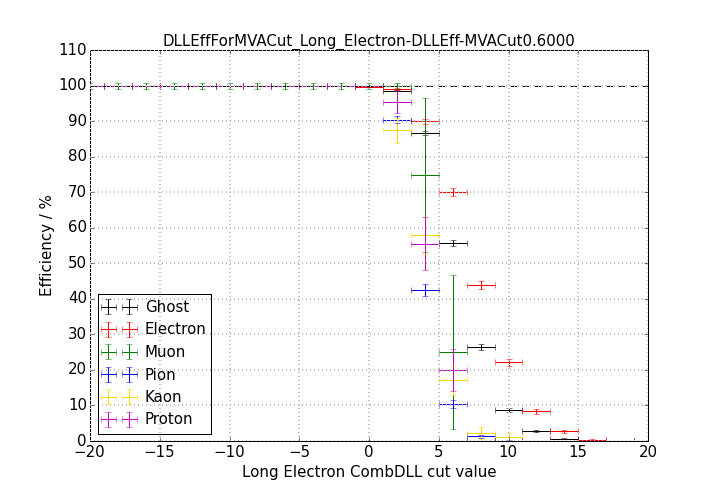 DLLEffForMVACut_Long_Electron-DLLEff-MVACut0.6000
110
100
90
80
70
60
50
40
30
20
10
0
Efficiency / %
Ghost
Electron
Muon
Pion
Kaon
Proton
−20 −15 −10 −5 0 5 10 15 20
Long Electron CombDLL cut value